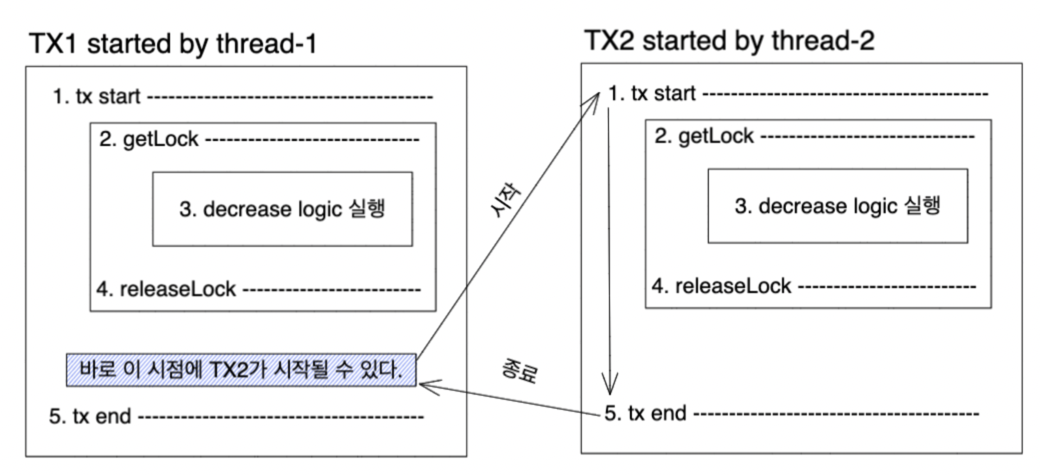 TX1 started by thread-1
1. tx start
2. getLock
3. decrease logic 실행
4. releaseLock
바로 이 시점에 TX2가 시작될 수 있다.
5. tx end
시작
종료
TX2 started by thread-2
1. tx start
2. getLock
3. decrease logic 실행
4. releaseLock
5. tx end